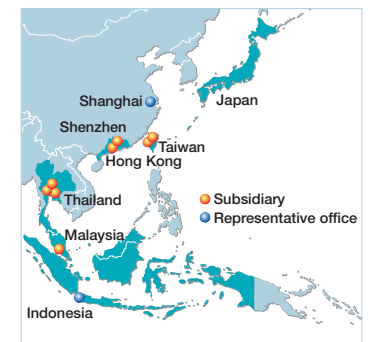 Shanghai
Japan
Shenzhen
Taiwan
Hong Kong
Thailand
Subsidiary
Representative office
Malaysia
Indonesia